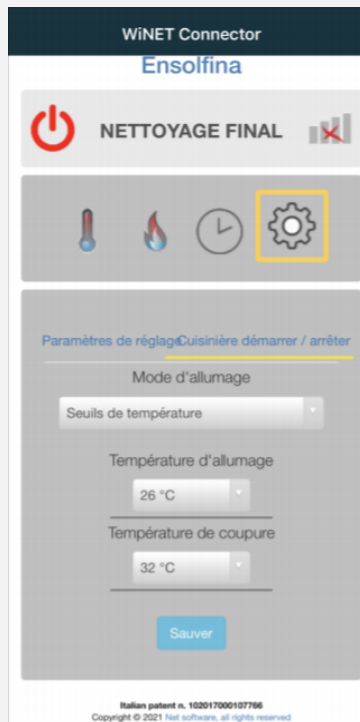 WiNET Connector
Ensolfina
NETTOYAGE FINAL
Paramètres de réglage Cuisinière démarrer / arrêter
Mode d'allumage
Seuils de température
Température d'allumage
26 °C
Température de coupure
32 °C
Sauver
Italian patent n. 102017000107766
Copyright © 2021 Net software, all rights reserved